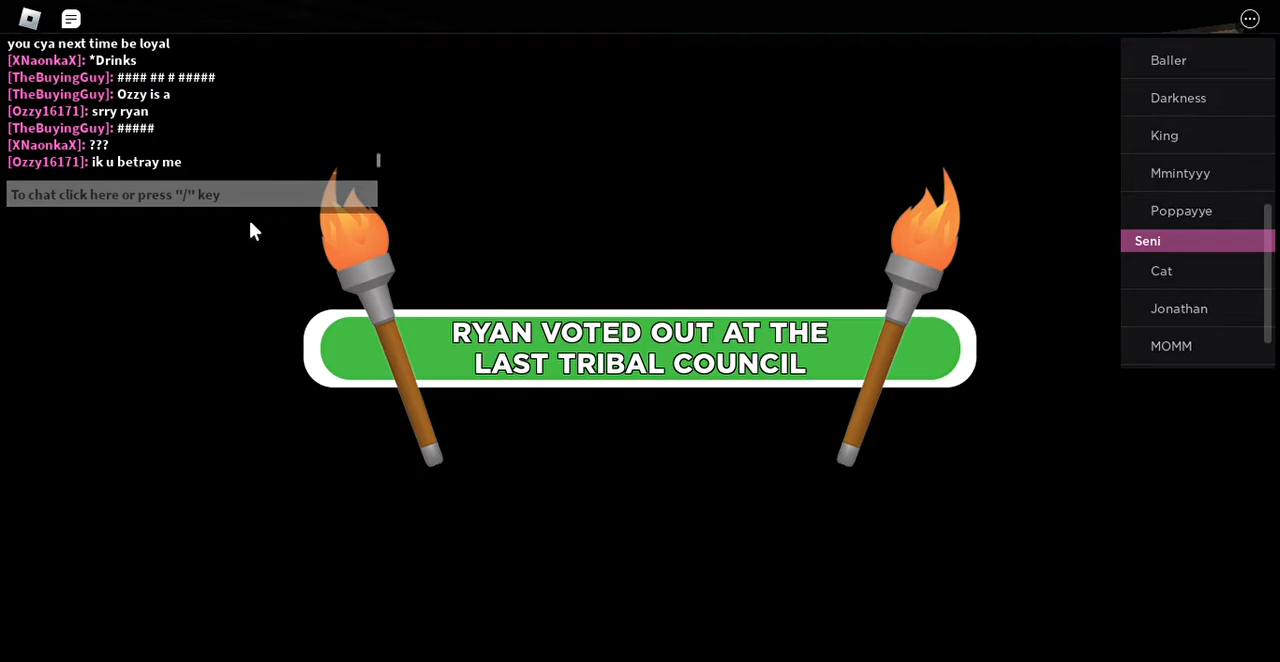 you cya next time be loyal
[XNaonkaX]: *Drinks
[TheBuyingGuy]: #### ## # #####
[TheBuyingGuy]: Ozzy is a
[Ozzy16171]: srry ryan
[TheBuyingGuy]: #####
[XNaonkaX]: ???
[Ozzy16171]: ik u betray me
To chat click here or press "/" key
RYAN VOTED OUT AT THE
LAST TRIBAL COUNCIL
Baller
Darkness
King
Mmintyyy
Poppayye
Seni
Cat
Jonathan
MOMM